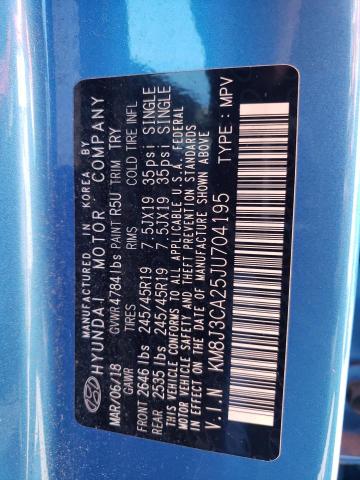 MANUFACTURED IN KOREA BY
HYUNDAI MOTOR COMPANY
MAR/06/18 GVWR 4784 lbs PAINT R5U TRIM TRY
GAWR TIRES RIMS COLD TIRE INFL
FRONT 2646 lbs 245/45R19 7.5JX19 35psi SINGLE
REAR 2535 lbs 245/45R19 7.5JX19 35psi SINGLE
THIS VEHICLE CONFORMS TO ALL APPLICABLE U.S.A. FEDERAL
MOTOR VEHICLE SAFETY AND THEFT PREVENTION STANDARDS
IN EFFECT ON THE DATE OF MANUFACTURE SHOWN ABOVE.
V.I.N KM8J3CA25JU704195 TYPE: MPV